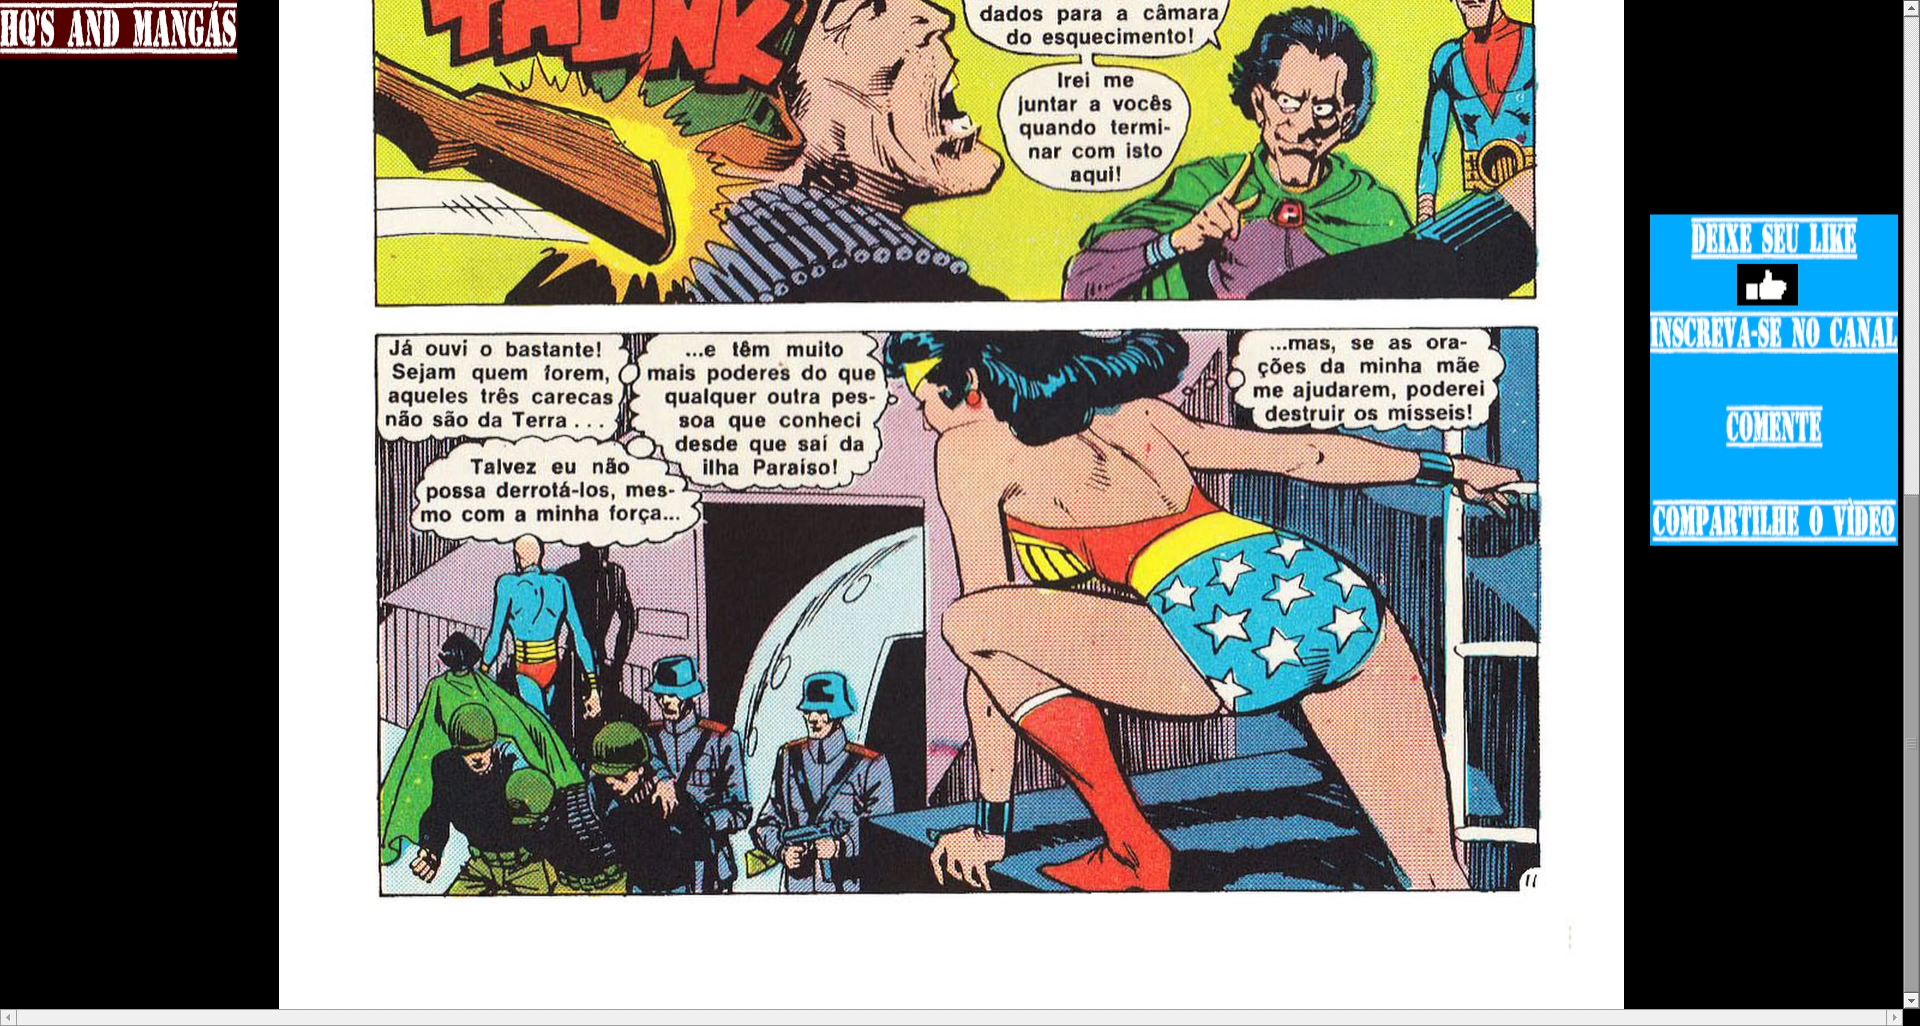 HQ'S AND MANGÁS
THUNK
dados para a câmara
do esquecimento!
Irei me
juntar a vocês
quando termi-
nar com isto
aqui!
Já ouvi o bastante!
Sejam quem forem,
aqueles três carecas
não são da Terra . . .
...e têm muito
mais poderes do que
qualquer outra pes-
soa que conheci
desde que saí da
ilha Paraíso!
Talvez eu não
possa derrotá-los, mes-
mo com a minha força...
...mas, se as ora-
ções da minha mãe
me ajudarem, poderei
destruir os mísseis!
11
DEIXE SEU LIKE
INSCREVA-SE NO CANAL
COMENTE
COMPARTILHE O VÍDEO